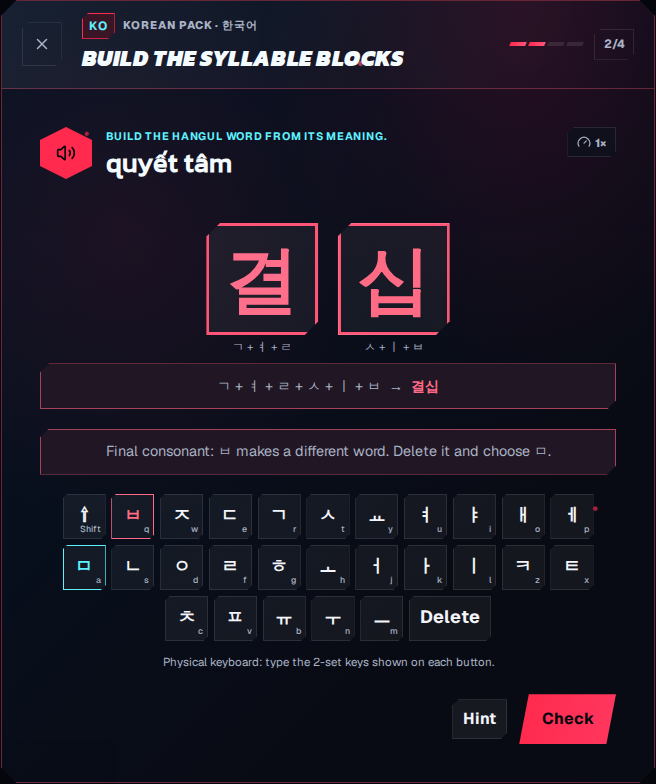 KO KOREAN PACK · 한국어
BUILD THE SYLLABLE BLOCKS
2/4
BUILD THE HANGUL WORD FROM ITS MEANING.
quyết tâm
1×
결 십
ㄱ + ㅕ + ㄹ ㅅ + ㅣ + ㅂ
ㄱ + ㅕ + ㄹ + ㅅ + ㅣ + ㅂ → 결십
Final consonant: ㅂ makes a different word. Delete it and choose ㅁ.
⇧ Shift ㅂ q ㅈ w ㄷ e ㄱ r ㅅ t ㅛ y ㅕ u ㅑ i ㅐ o ㅔ p
ㅁ a ㄴ s ㅇ d ㄹ f ㅎ g ㅗ h ㅓ j ㅏ k ㅣ l ㅋ z ㅌ x
ㅊ c ㅍ v ㅠ b ㅜ n ㅡ m Delete
Physical keyboard: type the 2-set keys shown on each button.
Hint Check